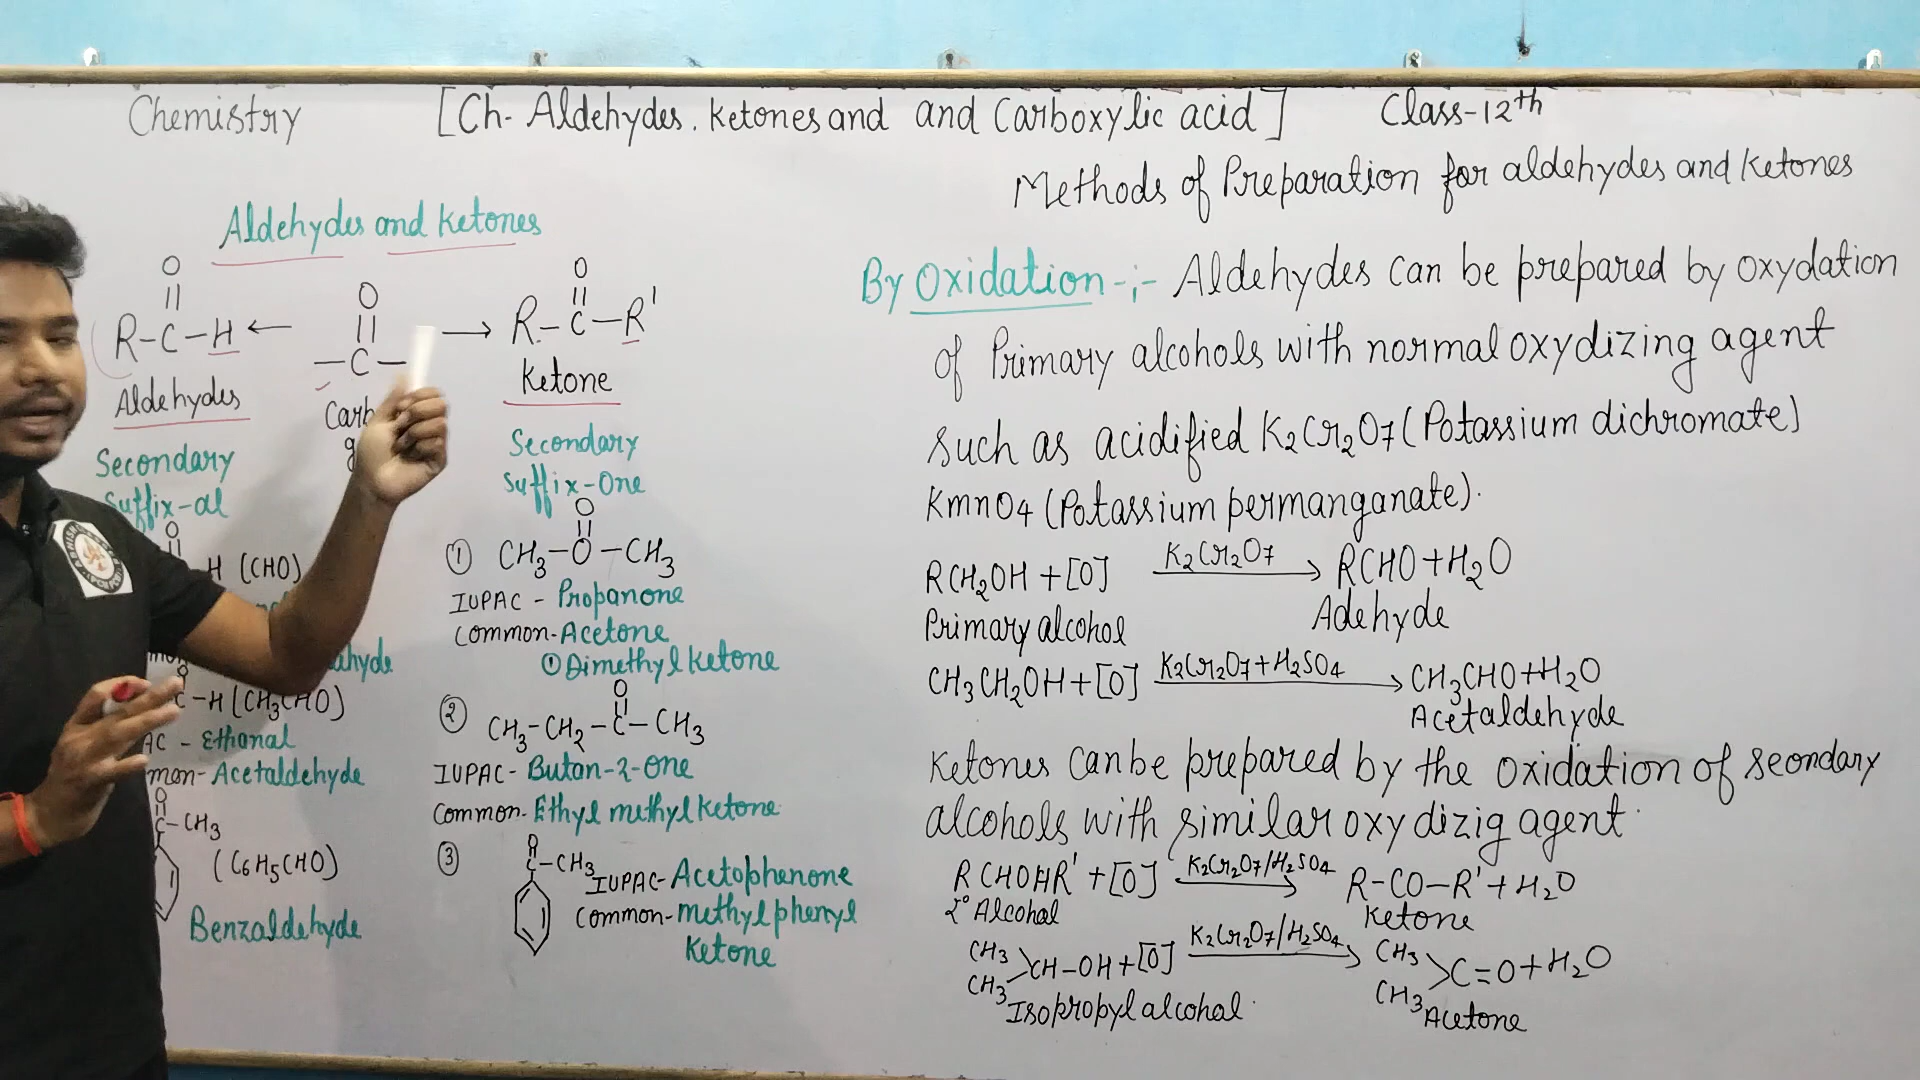 Chemistry [Ch- Aldehydes. Ketones and and Carboxylic acid] Class-12th
Methods of Preparation for aldehydes and Ketones
Aldehydes and Ketones
O
||
R-C-H ←
Aldehydes
Secondary
Suffix-al
O
||
-C-
O
||
→ R-C-R'
Ketone
Secondary
Suffix-One
O
||
H (CHO)
C-H (CH3CHO)
- Ethanal
Acetaldehyde
O
||
C-CH3
(C6H5CHO)
Benzaldehyde
O
||
① CH3-O-CH3
IUPAC - Propanone
Common-Acetone
① Dimethyl Ketone
O
||
② CH3-CH2-C-CH3
IUPAC- Butan-2-one
Common- Ethyl methyl Ketone
③
O
||
C-CH3
IUPAC-Acetophenone
Common-methyl phenyl
Ketone
By Oxidation-;- Aldehydes can be prepared by oxydation
of Primary alcohols with normal oxydizing agent
such as acidified K2Cr2O7 (Potassium dichromate)
KmnO4 (Potassium permanganate).
RCH2OH + [O] K2Cr2O7 → RCHO + H2O
Primary alcohol Adehyde
CH3CH2OH + [O] K2Cr2O7 + H2SO4 → CH3CHO + H2O
Acetaldehyde
Ketones can be prepared by the oxidation of seondary
alcohols with similar oxydizig agent.
RCHOHR' + [O] K2Cr2O7/H2SO4 → R-CO-R' + H2O
2° Alcohal Ketone
CH3
CH3 >CH-OH + [O] K2Cr2O7/H2SO4 → CH3
CH3 >C=O + H2O
Isopropyl alcohal. Acetone